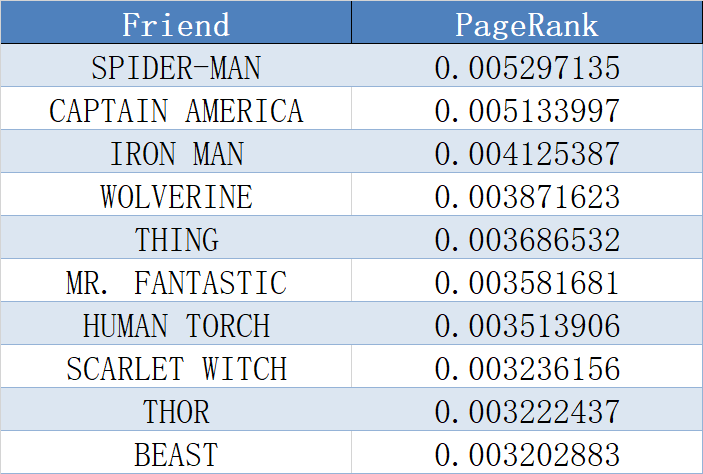 Friend PageRank
SPIDER-MAN 0.005297135
CAPTAIN AMERICA 0.005133997
IRON MAN 0.004125387
WOLVERINE 0.003871623
THING 0.003686532
MR. FANTASTIC 0.003581681
HUMAN TORCH 0.003513906
SCARLET WITCH 0.003236156
THOR 0.003222437
BEAST 0.003202883